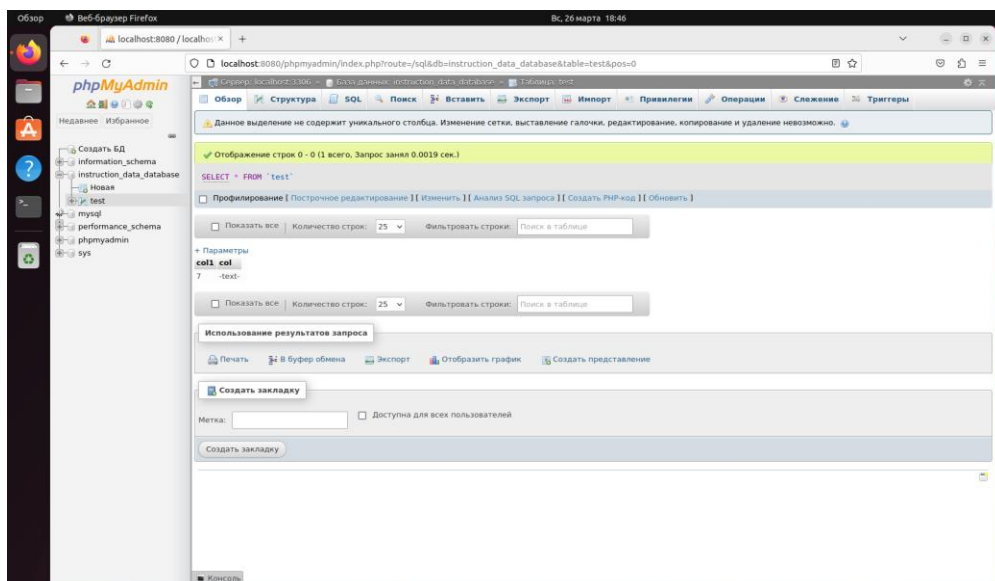 Обзор Веб-браузер Firefox Вс, 26 марта 18:46
localhost:8080 / localhost
localhost:8080/phpmyadmin/index.php?route=/sql&db=instruction_data_database&table=test&pos=0
phpMyAdmin
Недавнее Избранное
Создать БД
information_schema
instruction_data_database
Новая
test
mysql
performance_schema
phpmyadmin
sys
Сервер: localhost:3306 » База данных: instruction_data_database » Таблица: test
Обзор Структура SQL Поиск Вставить Экспорт Импорт Привилегии Операции Слежение Триггеры
Данное выделение не содержит уникального столбца. Изменение сетки, выставление галочки, редактирование, копирование и удаление невозможно.
Отображение строк 0 - 0 (1 всего, Запрос занял 0.0019 сек.)
SELECT * FROM `test`
Профилирование [ Построчное редактирование ] [ Изменить ] [ Анализ SQL запроса ] [ Создать PHP-код ] [ Обновить ]
Показать все | Количество строк: 25 Фильтровать строки: Поиск в таблице
+ Параметры
col1 col
7 -text-
Показать все | Количество строк: 25 Фильтровать строки: Поиск в таблице
Использование результатов запроса
Печать В буфер обмена Экспорт Отобразить график Создать представление
Создать закладку
Метка: Доступна для всех пользователей
Создать закладку
Консоль